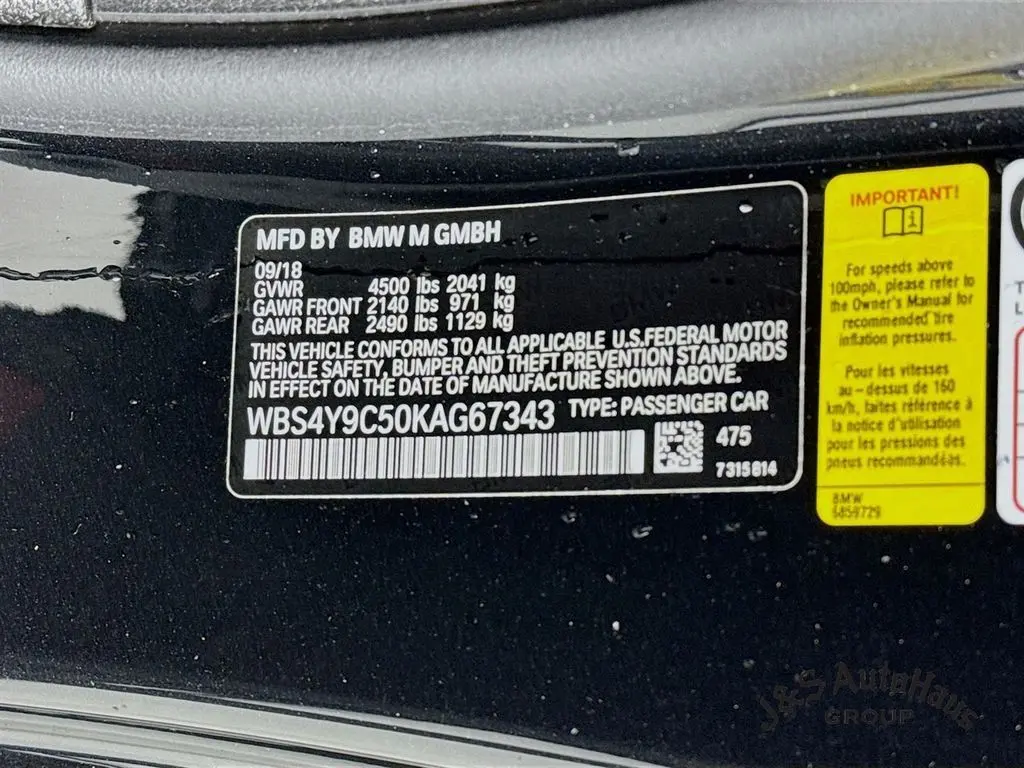 MFD BY BMW M GMBH
09/18
GVWR 4500 lbs 2041 kg
GAWR FRONT 2140 lbs 971 kg
GAWR REAR 2490 lbs 1129 kg
THIS VEHICLE CONFORMS TO ALL APPLICABLE U.S.FEDERAL MOTOR
VEHICLE SAFETY, BUMPER AND THEFT PREVENTION STANDARDS
IN EFFECT ON THE DATE OF MANUFACTURE SHOWN ABOVE.
WBS4Y9C50KAG67343 TYPE: PASSENGER CAR
475
7315614
IMPORTANT!
For speeds above
100mph, please refer to
the Owner's Manual for
recommended tire
inflation pressures.
Pour les vitesses
au-dessus de 160
km/h, faites référence à
la notice d'utilisation
pour les pressions des
pneus recommandées.
BMW
6859729
J&S AutoHaus
GROUP